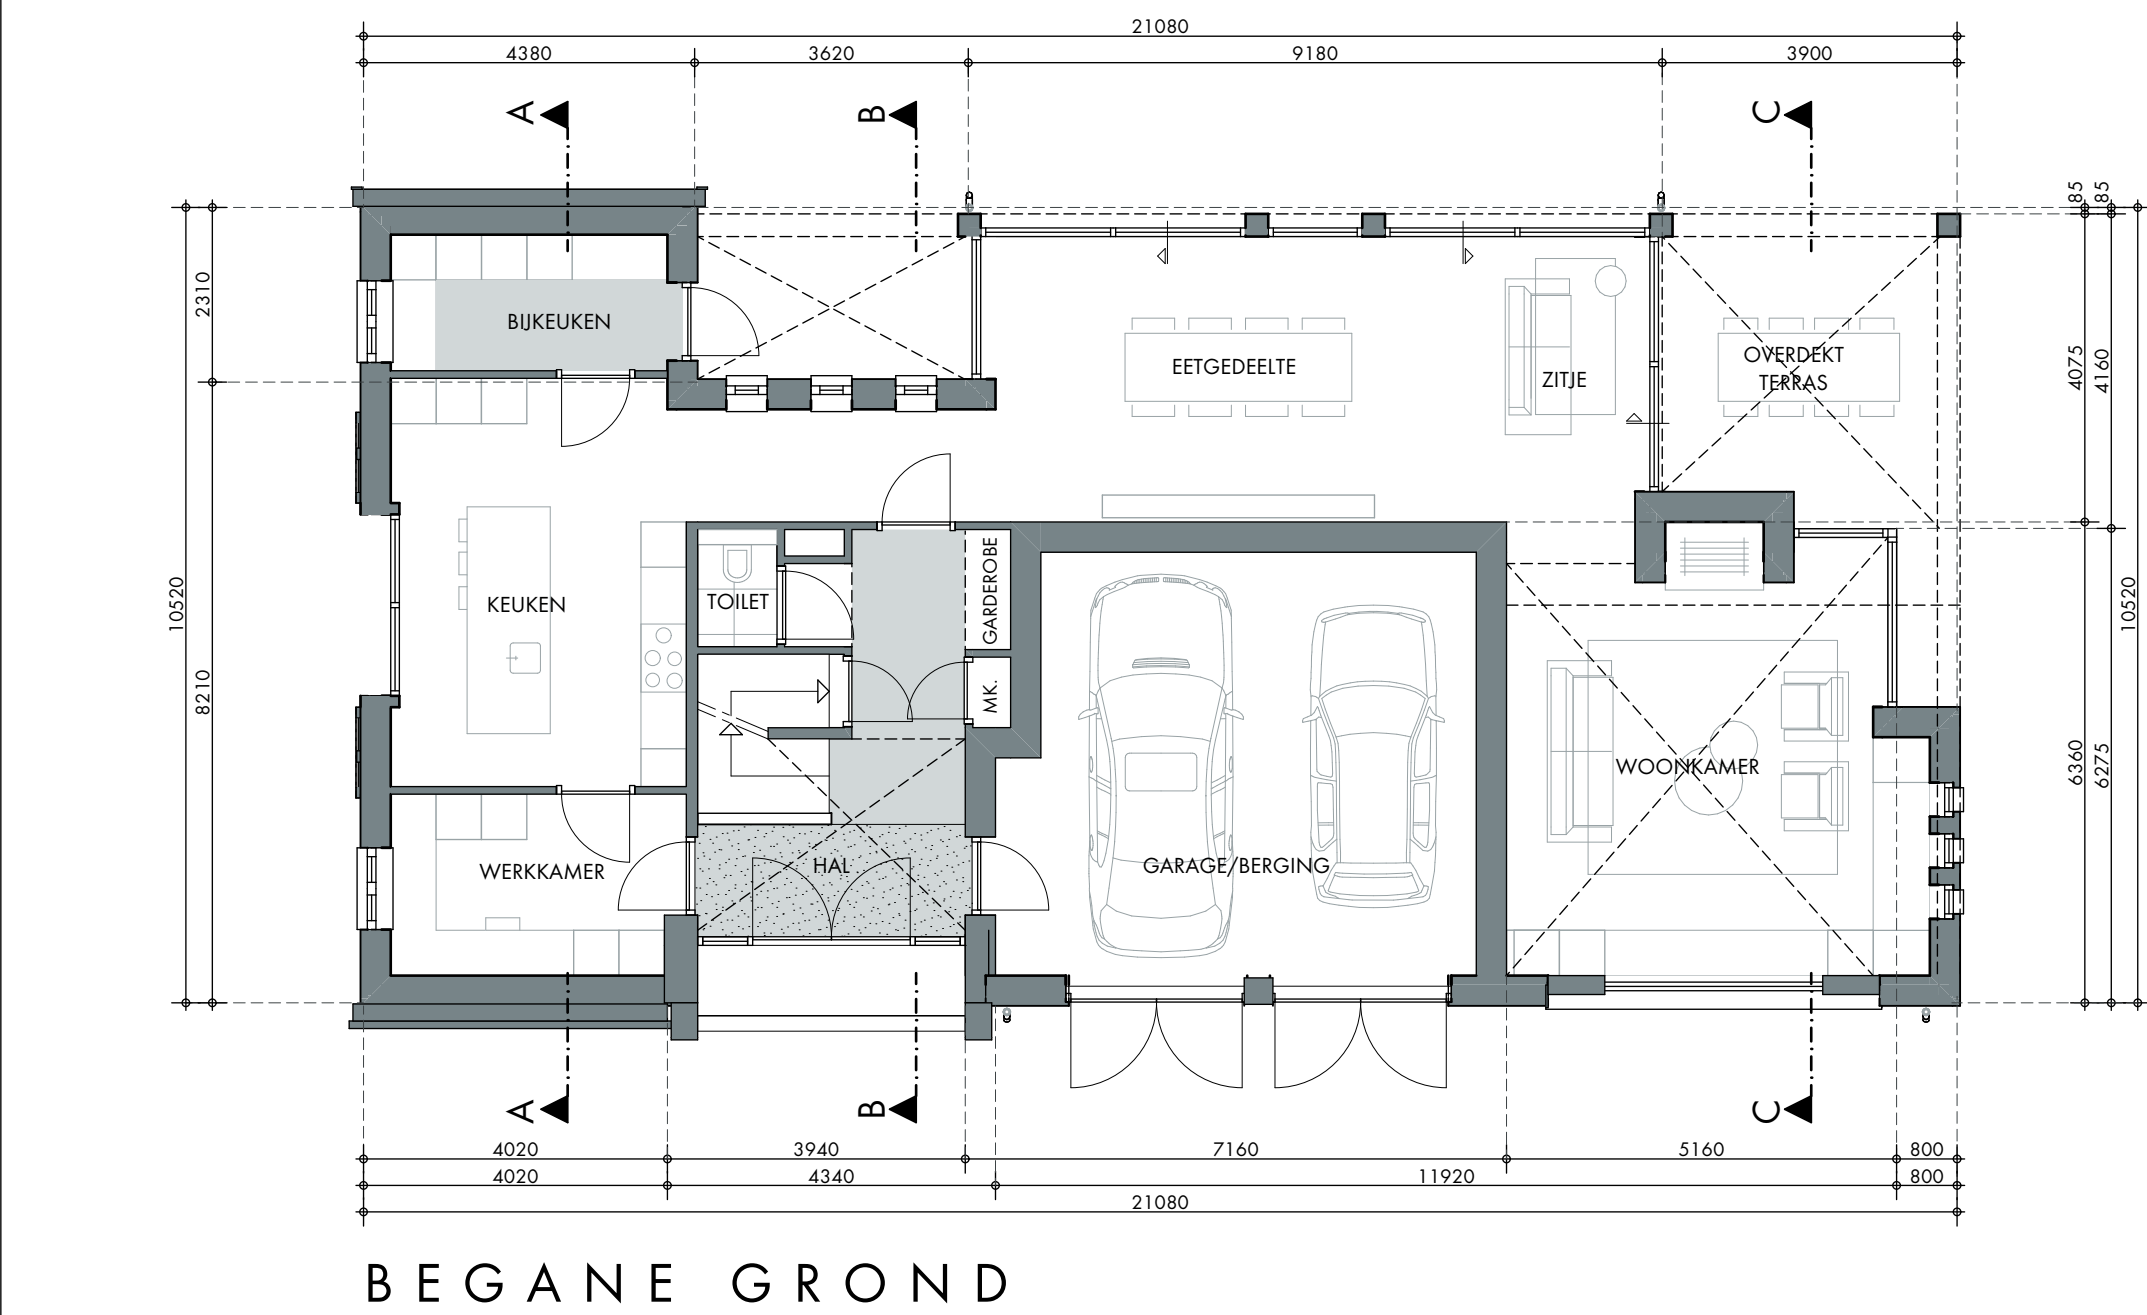 21080
4380 3620 9180 3900
A B C
85 85
2310
BIJKEUKEN
EETGEDEELTE
ZITJE
OVERDEKT
TERRAS
4075 4160
10520
8210
KEUKEN
TOILET
GARDEROBE
MK.
10520
6360 6275
WOONKAMER
WERKKAMER
HAL
GARAGE/BERGING
A B C
4020 3940 7160 5160 800
4020 4340 11920 800
21080
BEGANE GROND